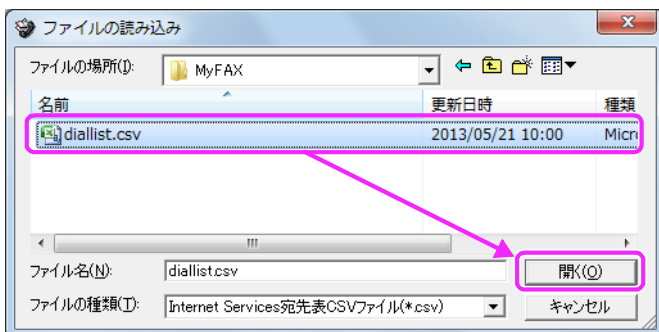 ファイルの読み込み
ファイルの場所(I): MyFAX
名前 更新日時 種類
diallist.csv 2013/05/21 10:00 Micr
ファイル名(N): diallist.csv 開く(O)
ファイルの種類(T): Internet Services宛先表CSVファイル(*.csv) キャンセル